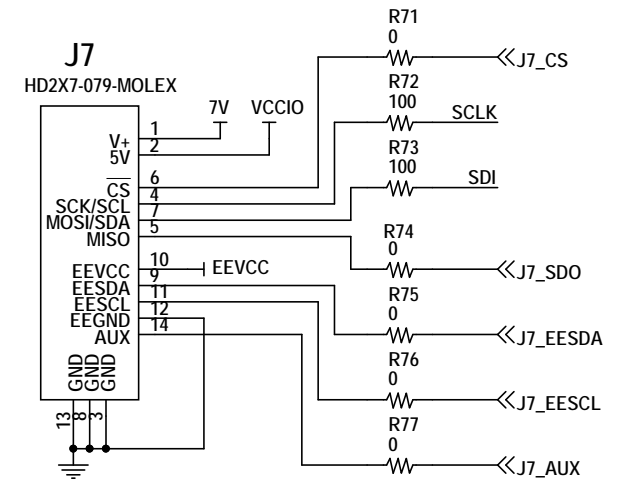 J7
HD2X7-079-MOLEX
7V
VCCIO
V+ 1
5V 2
CS 6
SCK/SCL 4
MOSI/SDA 7
MISO 5
EEVCC 10
EESDA 9
EESCL 11
EEGND 12
AUX 14
EEVCC
GND
GND
GND
13
8
3
R71
0
J7_CS
R72
100
SCLK
R73
100
SDI
R74
0
J7_SDO
R75
0
J7_EESDA
R76
0
J7_EESCL
R77
0
J7_AUX